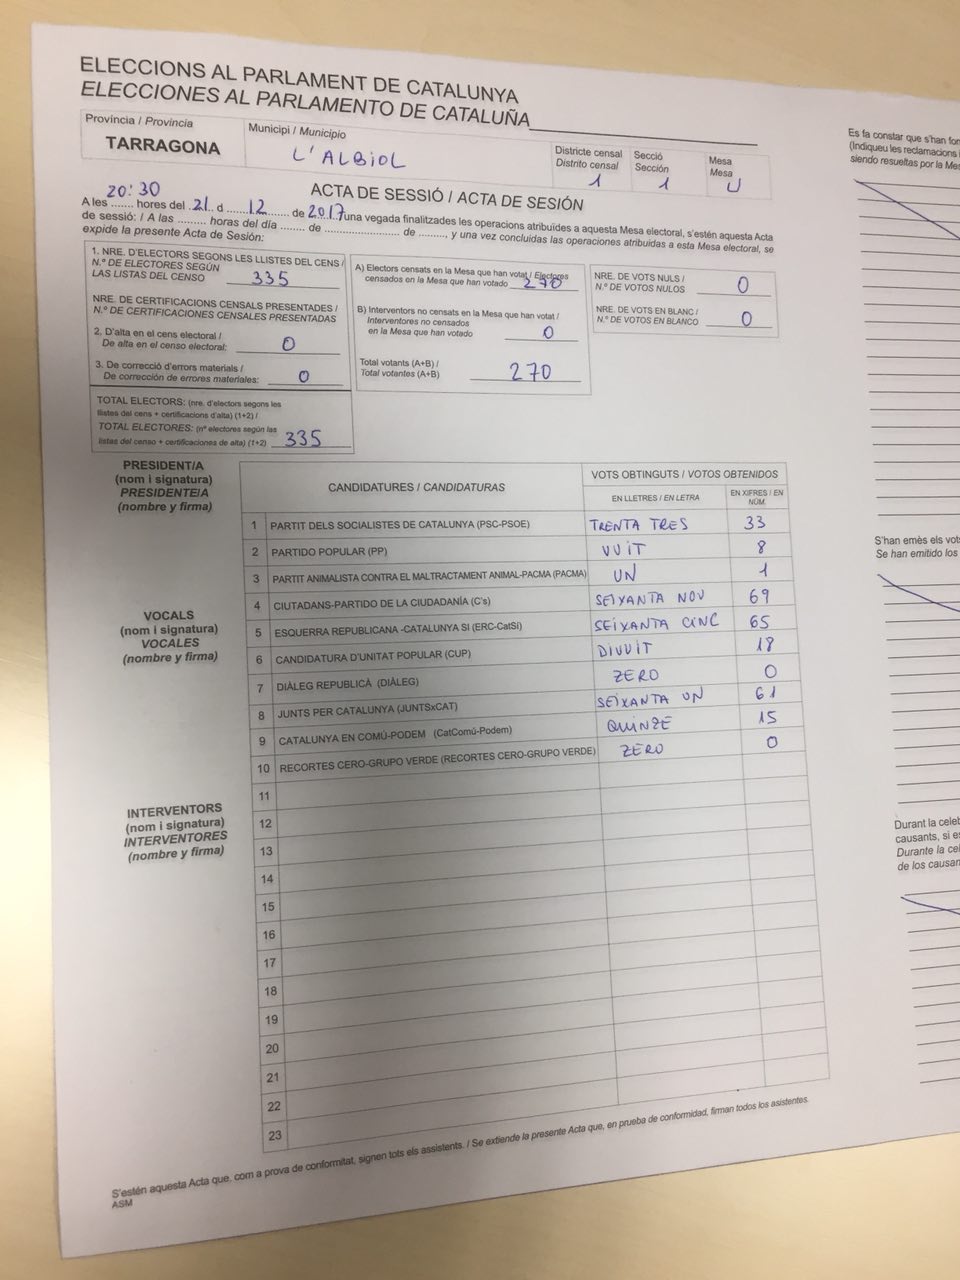 ELECCIONS AL PARLAMENT DE CATALUNYA
ELECCIONES AL PARLAMENTO DE CATALUÑA
Provincia / Provincia
TARRAGONA
Municipi / Municipio
L'ALBIOL
Districte censal
Distrito censal
1
Secció
Sección
1
Mesa
Mesa
U
ACTA DE SESSIÓ / ACTA DE SESIÓN
20:30
A les ....... hores del .21. d .......12....... de 2017 una vegada finalitzades les operacions atribuïdes a aquesta Mesa electoral, s'estén aquesta Acta
de sessió: / A las ......... horas del día ....... de ......................... de ........, y una vez concluidas las operaciones atribuidas a esta Mesa electoral, se
expide la presente Acta de Sesión:
1. NRE. D'ELECTORS SEGONS LES LLISTES DEL CENS /
N.º DE ELECTORES SEGÚN
LAS LISTAS DEL CENSO 335
NRE. DE CERTIFICACIONS CENSALS PRESENTADES /
N.º DE CERTIFICACIONES CENSALES PRESENTADAS
2. D'alta en el cens electoral /
De alta en el censo electoral: 0
3. De correcció d'errors materials /
De corrección de errores materiales: 0
TOTAL ELECTORS: (nre. d'electors segons les
llistes del cens + certificacions d'alta) (1+2) /
TOTAL ELECTORES: (nº electores según las
listas del censo + certificaciones de alta) (1+2) 335
A) Electors censats en la Mesa que han votat / Electores
censados en la Mesa que han votado 270
B) Interventors no censats en la Mesa que han votat /
Interventores no censados
en la Mesa que han votado 0
Total votants (A+B) /
Total votantes (A+B) 270
NRE. DE VOTS NULS /
N.º DE VOTOS NULOS 0
NRE. DE VOTS EN BLANC /
N.º DE VOTOS EN BLANCO 0
PRESIDENT/A
(nom i signatura)
PRESIDENTE/A
(nombre y firma)
VOCALS
(nom i signatura)
VOCALES
(nombre y firma)
INTERVENTORS
(nom i signatura)
INTERVENTORES
(nombre y firma)
CANDIDATURES / CANDIDATURAS
VOTS OBTINGUTS / VOTOS OBTENIDOS
EN LLETRES / EN LETRA
EN XIFRES / EN
NÚM.
1 PARTIT DELS SOCIALISTES DE CATALUNYA (PSC-PSOE) TRENTA TRES 33
2 PARTIDO POPULAR (PP) VUIT 8
3 PARTIT ANIMALISTA CONTRA EL MALTRACTAMENT ANIMAL-PACMA (PACMA) UN 1
4 CIUTADANS-PARTIDO DE LA CIUDADANÍA (C's) SEIXANTA NOV 69
5 ESQUERRA REPUBLICANA -CATALUNYA SI (ERC-CatSí) SEIXANTA CINC 65
6 CANDIDATURA D'UNITAT POPULAR (CUP) DIVUIT 18
7 DIÀLEG REPUBLICÀ (DIÀLEG) ZERO 0
8 JUNTS PER CATALUNYA (JUNTSxCAT) SEIXANTA UN 61
9 CATALUNYA EN COMÚ-PODEM (CatComú-Podem) QUINZE 15
10 RECORTES CERO-GRUPO VERDE (RECORTES CERO-GRUPO VERDE) ZERO 0
11
12
13
14
15
16
17
18
19
20
21
22
23
S'estén aquesta Acta que, com a prova de conformitat, signen tots els assistents. / Se extiende la presente Acta que, en prueba de conformidad, firman todos los asistentes.
ASM
Es fa constar que s'han
(Indiqueu les reclamacions
siendo resueltas por la
S'han emès els
Se han emitido los
Durant la
causants, si
Durante la
de los